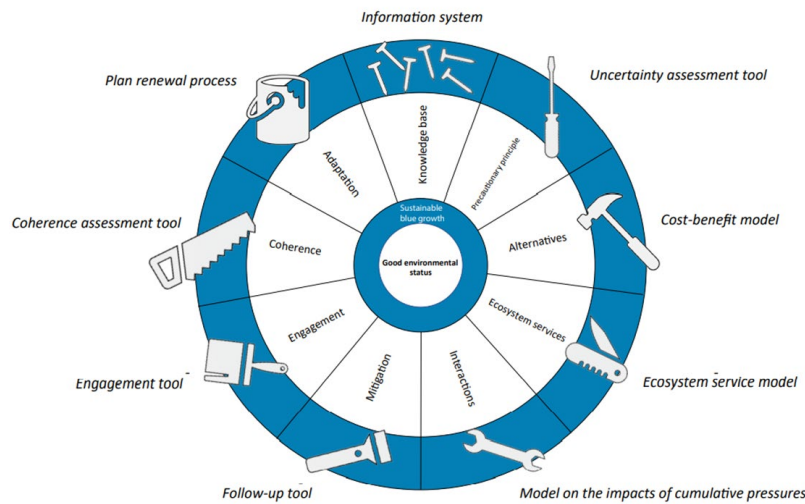 Information system
Plan renewal process
Uncertainty assessment tool
Knowledge base
Adaptation
Precautionary principle
Sustainable
blue growth
Coherence assessment tool
Cost-benefit model
Coherence
Alternatives
Good environmental
status
Engagement
Ecosystem services
Mitigation
Interactions
Engagement tool
Ecosystem service model
Follow-up tool
Model on the impacts of cumulative pressures